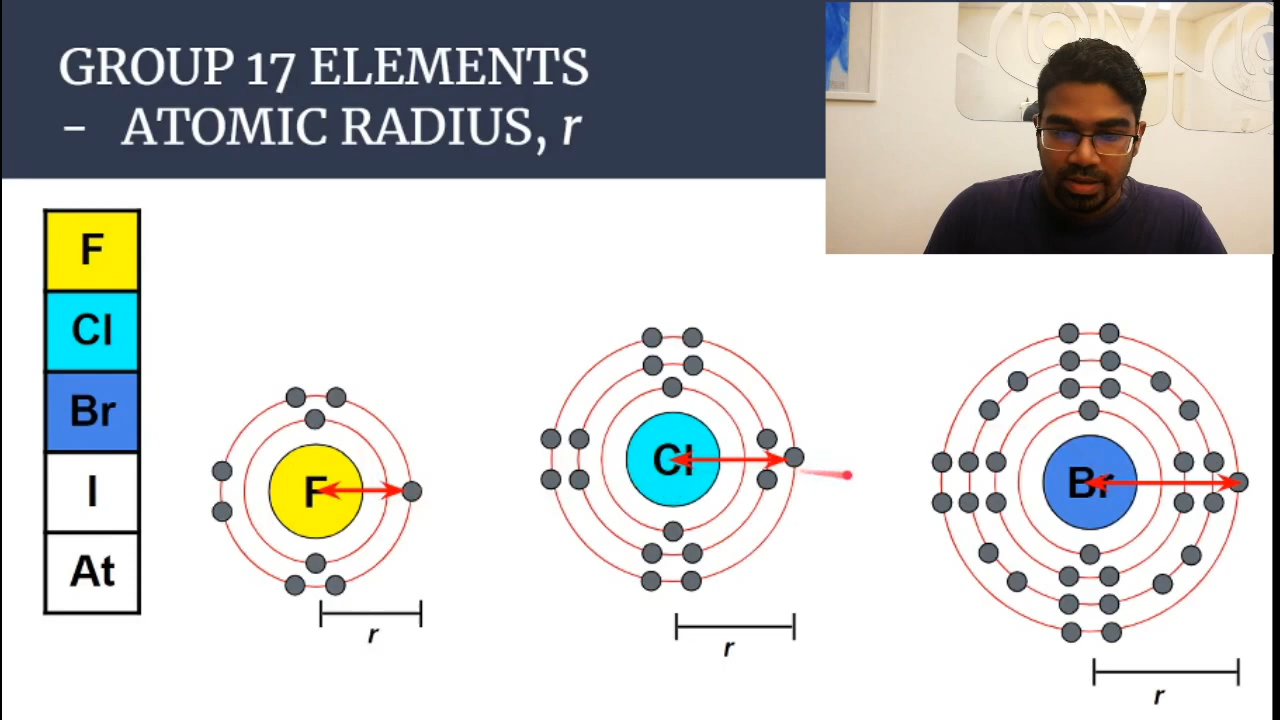 GROUP 17 ELEMENTS
- ATOMIC RADIUS, r
F
Cl
Br
I
At
F
Cl
Br
r
r
r